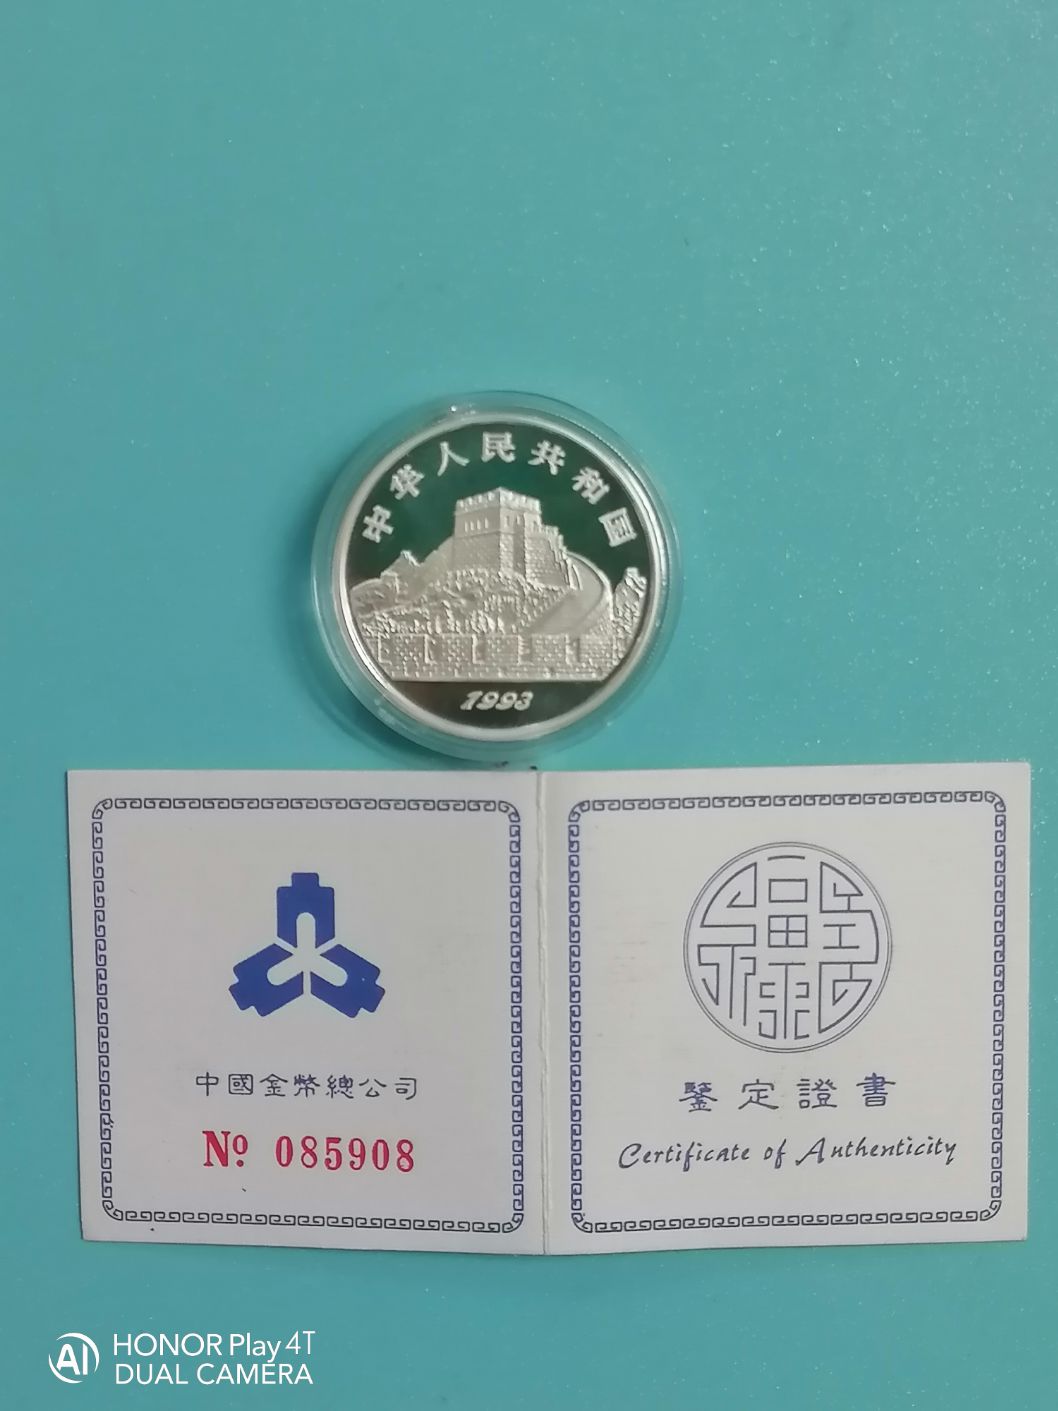 中华人民共和国
1993
中國金幣總公司
Nº 085908
鑒定證書
Certificate of Authenticity
HONOR Play 4T
DUAL CAMERA